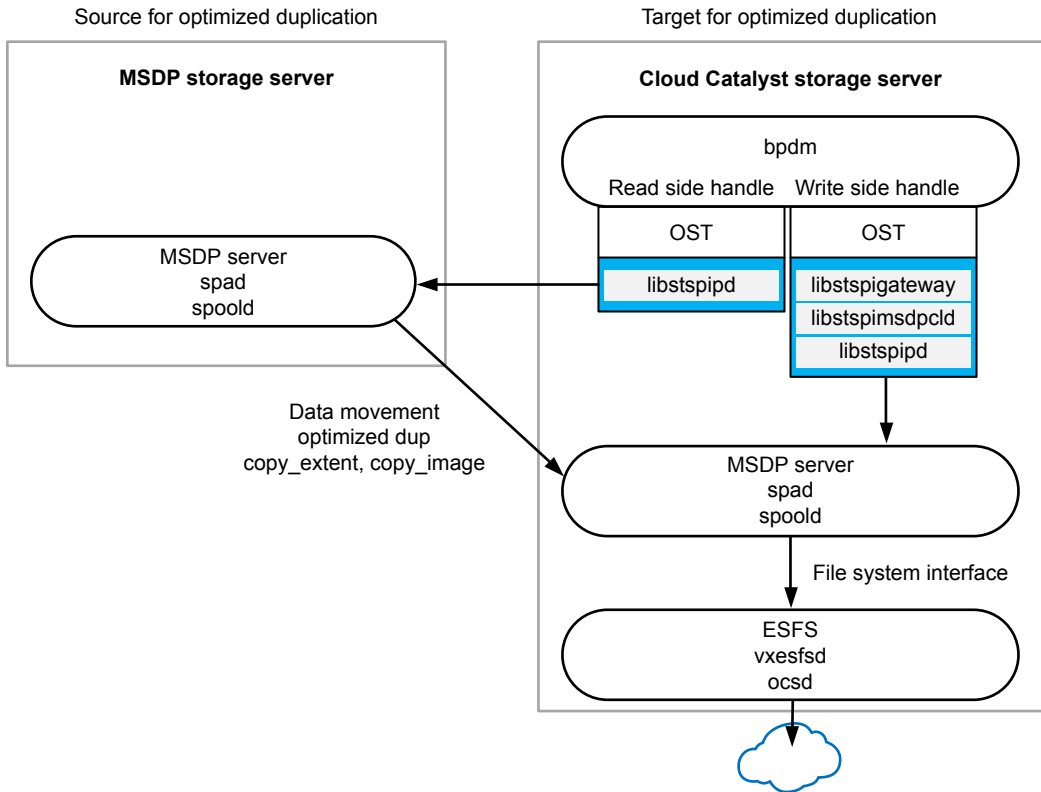 Source for optimized duplication
Target for optimized duplication
MSDP storage server
Cloud Catalyst storage server
bpdm
Read side handle
Write side handle
OST
OST
MSDP server
spad
spoold
libstspipd
libstspigateway
libstspimsdpcld
libstspipd
Data movement
optimized dup
copy_extent, copy_image
MSDP server
spad
spoold
File system interface
ESFS
vxesfsd
ocsd